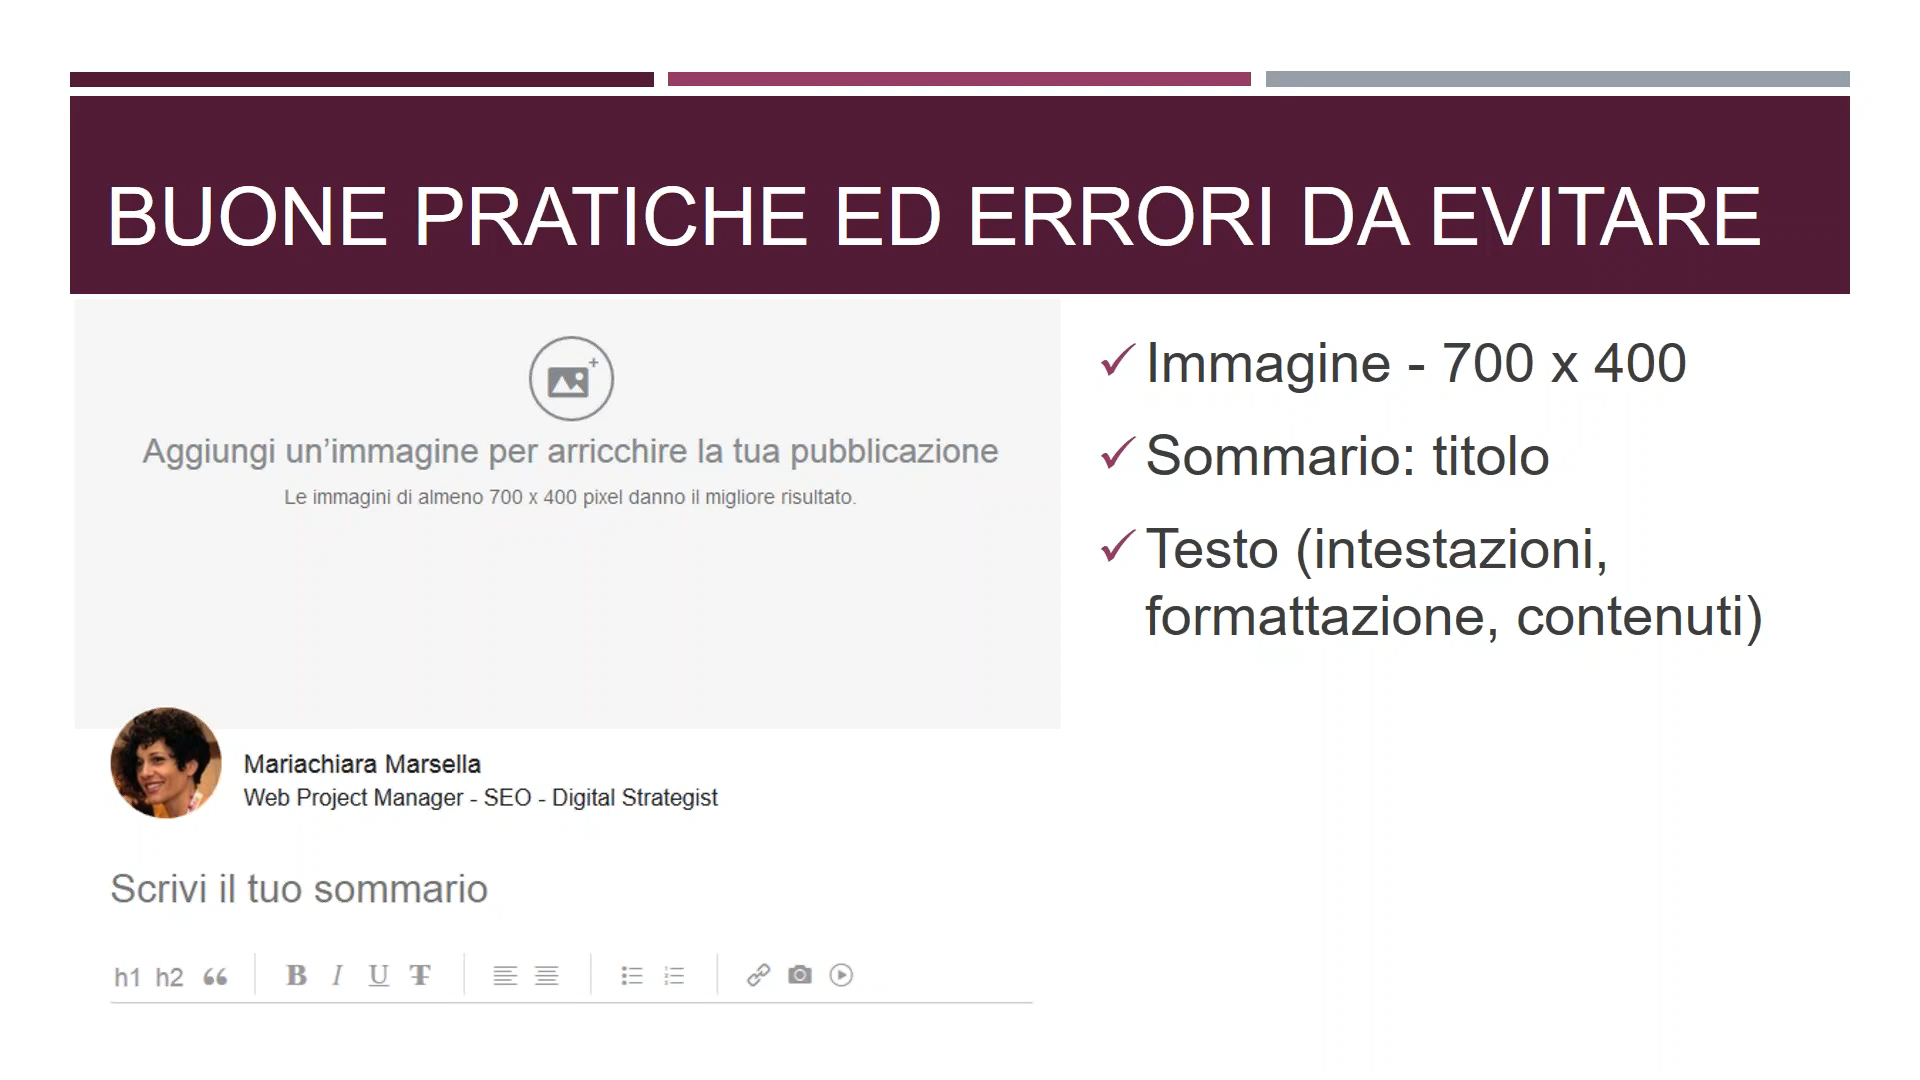 BUONE PRATICHE ED ERRORI DA EVITARE
Aggiungi un’immagine per arricchire la tua pubblicazione
Le immagini di almeno 700 x 400 pixel danno il migliore risultato.
Mariachiara Marsella
Web Project Manager - SEO - Digital Strategist
Scrivi il tuo sommario
h1 h2 “ B I U T
Immagine - 700 x 400
Sommario: titolo
Testo (intestazioni,
formattazione, contenuti)